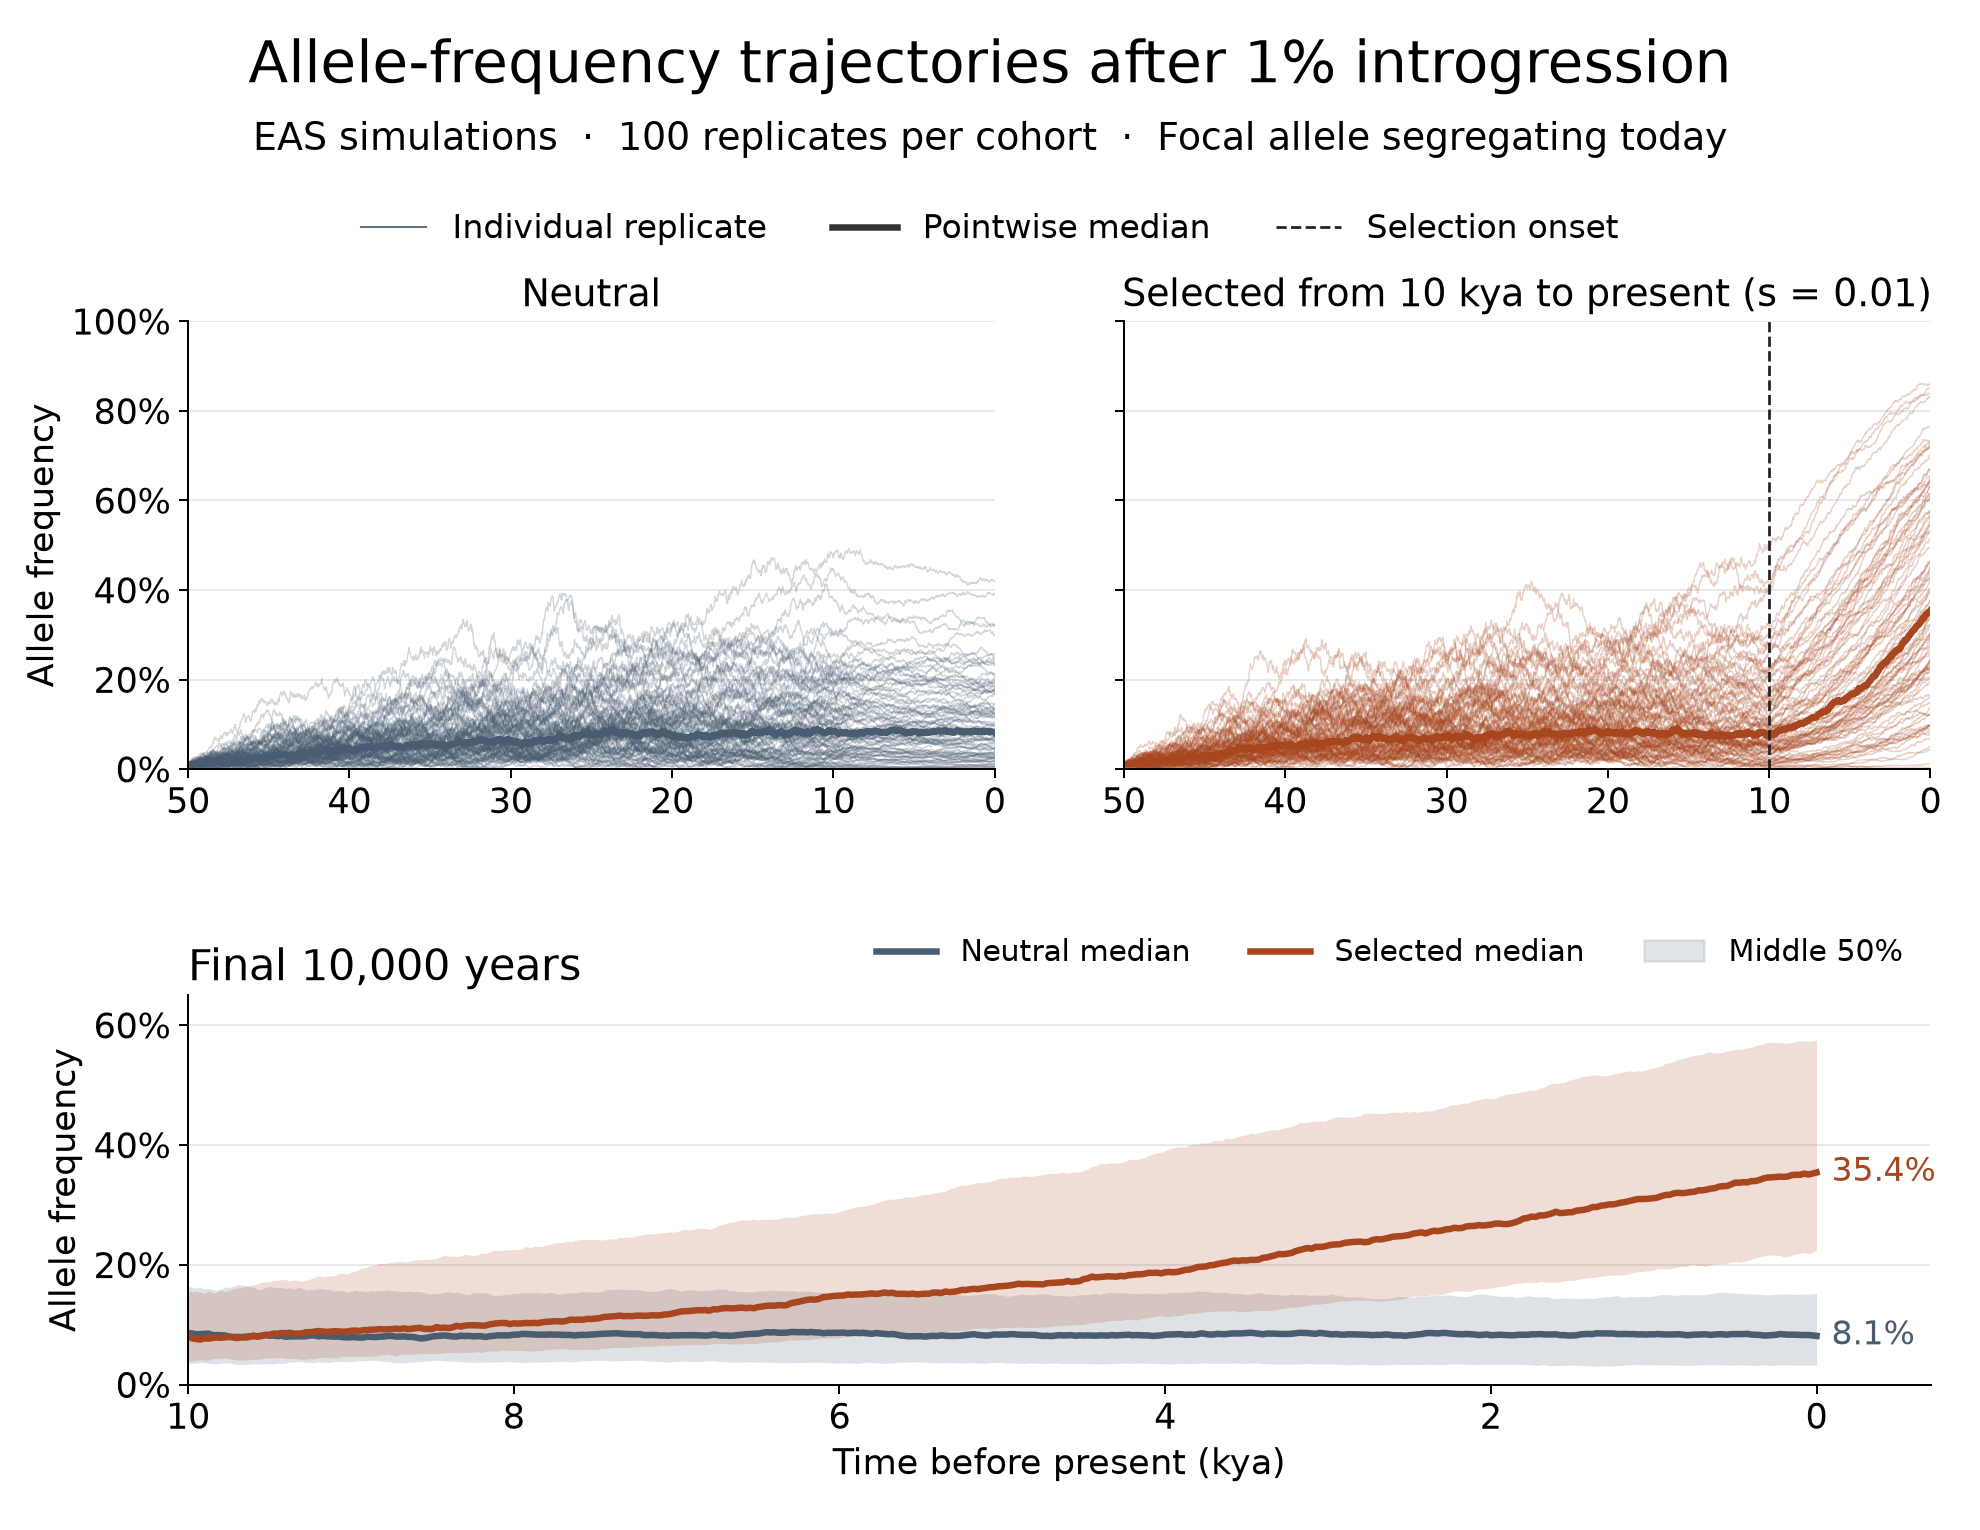 Allele-frequency trajectories after 1% introgression
EAS simulations · 100 replicates per cohort · Focal allele segregating today
Individual replicate
Pointwise median
Selection onset
Neutral
Allele frequency
100%
80%
60%
40%
20%
0%
50 40 30 20 10 0
Selected from 10 kya to present (s = 0.01)
50 40 30 20 10 0
Final 10,000 years
Neutral median
Selected median
Middle 50%
Allele frequency
60%
40%
20%
0%
35.4%
8.1%
10 8 6 4 2 0
Time before present (kya)